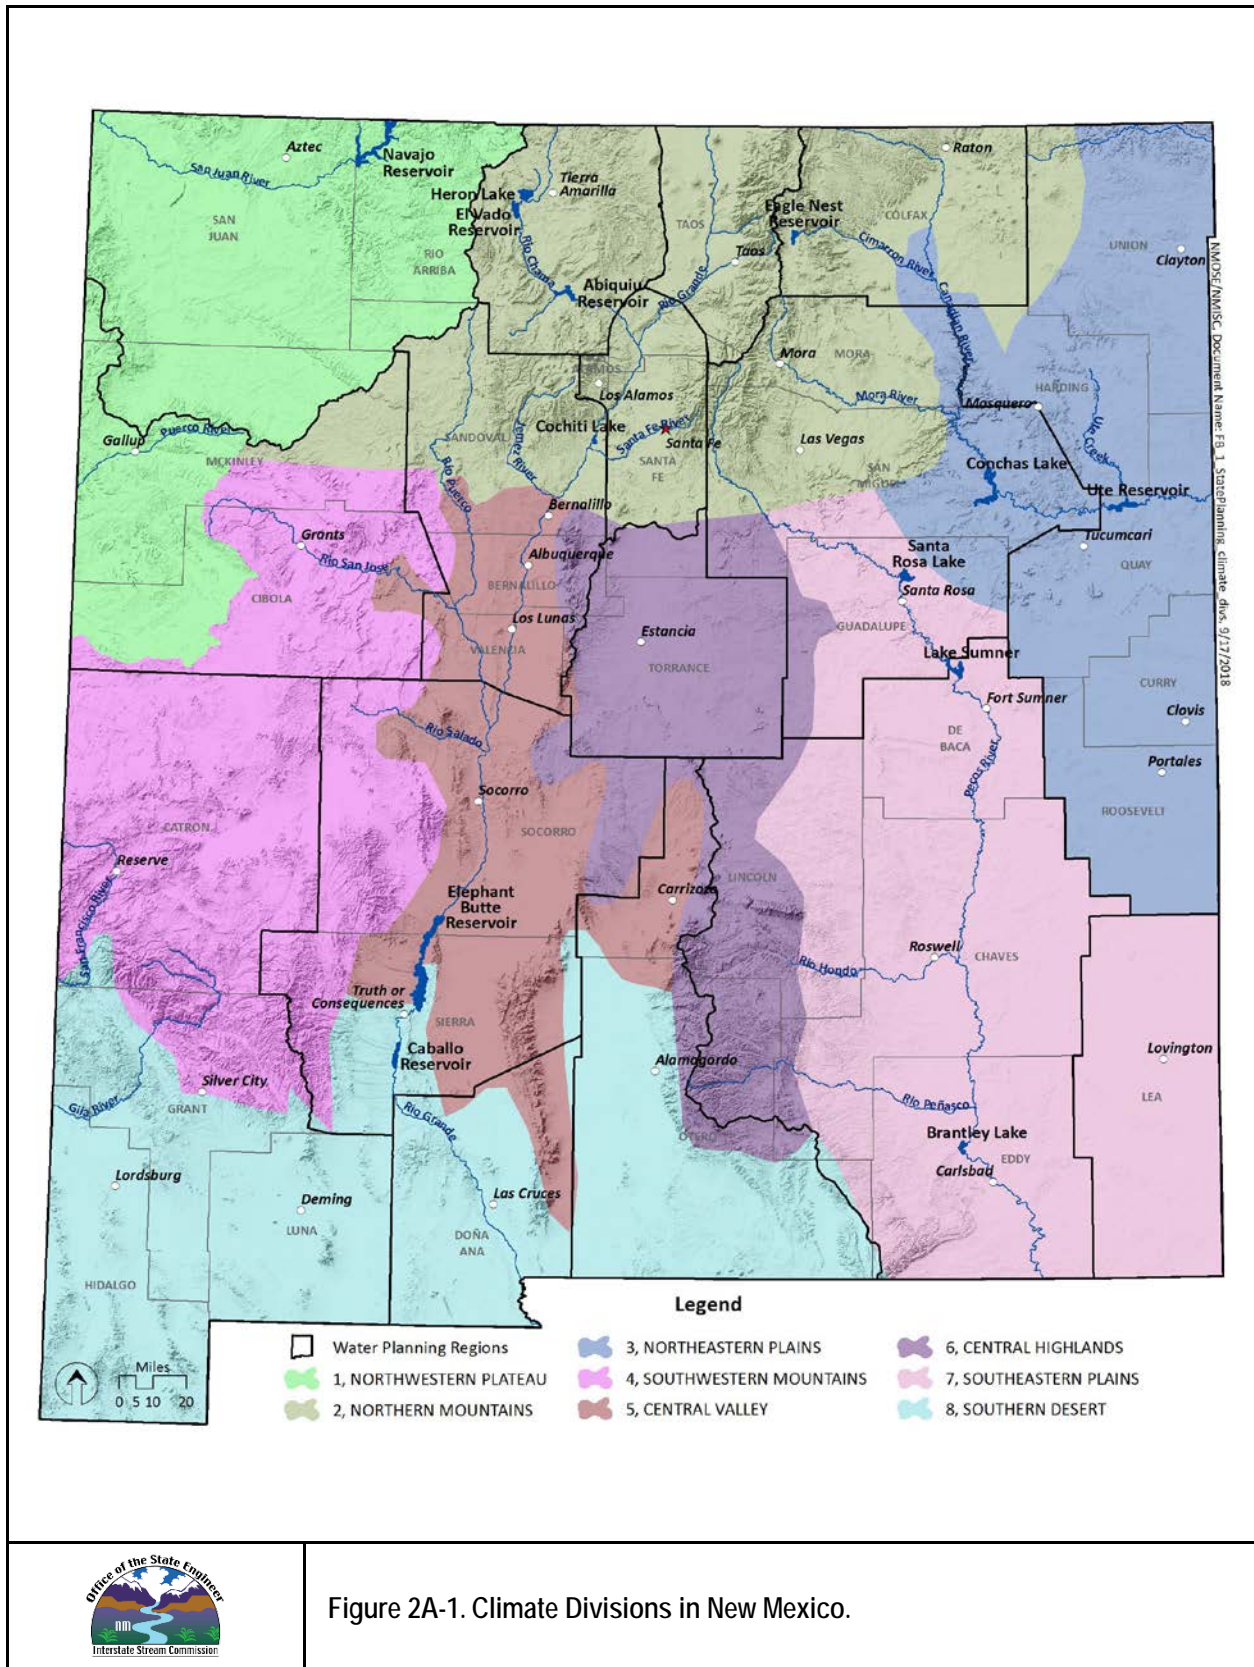 Aztec
Navajo
Reservoir
San Juan River
SAN
JUAN
RIO
ARRIBA
Heron Lake
El Vado
Reservoir
Tierra
Amarilla
Rio Chama
Abiquiu
Reservoir
TAOS
Taos
Rio Grande
Eagle Nest
Reservoir
COLFAX
Raton
Cimarron River
Canadian River
UNION
Clayton
Mora
MORA
Mora River
HARDING
Mosquero
Ute Creek
Gallup
Puerco River
MCKINLEY
SANDOVAL
Rio Puerco
Jemez River
ALAMOS
Los Alamos
Cochiti Lake
Santa Fe River
Santa Fe
SANTA
FE
Las Vegas
SAN
MIGUEL
Conchas Lake
Ute Reservoir
Tucumcari
QUAY
Grants
Rio San Jose
CIBOLA
Bernalillo
Albuquerque
BERNALILLO
Los Lunas
VALENCIA
Estancia
TORRANCE
Santa
Rosa Lake
Santa Rosa
GUADALUPE
Lake Sumner
Fort Sumner
DE
BACA
Pecos River
CURRY
Clovis
Portales
ROOSEVELT
Rio Salado
Socorro
SOCORRO
CATRON
Reserve
San Francisco River
Elephant
Butte
Reservoir
Carrizozo
LINCOLN
Roswell
CHAVES
Rio Hondo
Truth or
Consequences
SIERRA
Caballo
Reservoir
Alamogordo
Lovington
LEA
Silver City
GRANT
Gila River
Rio Grande
Rio Peñasco
OTERO
Brantley Lake
EDDY
Carlsbad
Lordsburg
Deming
LUNA
Las Cruces
DOÑA
ANA
HIDALGO
NMOSE/NMISC, Document Name: F8_1_StatePlanning_climate_divs, 9/17/2018
Legend
Water Planning Regions
1, NORTHWESTERN PLATEAU
2, NORTHERN MOUNTAINS
3, NORTHEASTERN PLAINS
4, SOUTHWESTERN MOUNTAINS
5, CENTRAL VALLEY
6, CENTRAL HIGHLANDS
7, SOUTHEASTERN PLAINS
8, SOUTHERN DESERT
Miles
0 5 10 20
Office of the State Engineer
nm
Interstate Stream Commission
Figure 2A-1. Climate Divisions in New Mexico.